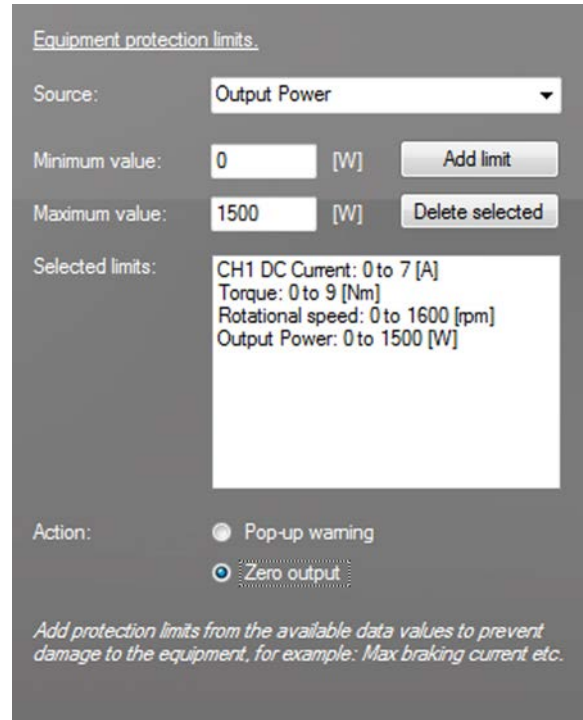 Equipment protection limits.
Source: Output Power
Minimum value: 0 [W] Add limit
Maximum value: 1500 [W] Delete selected
Selected limits: CH1 DC Current: 0 to 7 [A]
Torque: 0 to 9 [Nm]
Rotational speed: 0 to 1600 [rpm]
Output Power: 0 to 1500 [W]
Action: Pop-up warning
Zero output
Add protection limits from the available data values to prevent
damage to the equipment, for example: Max braking current etc.